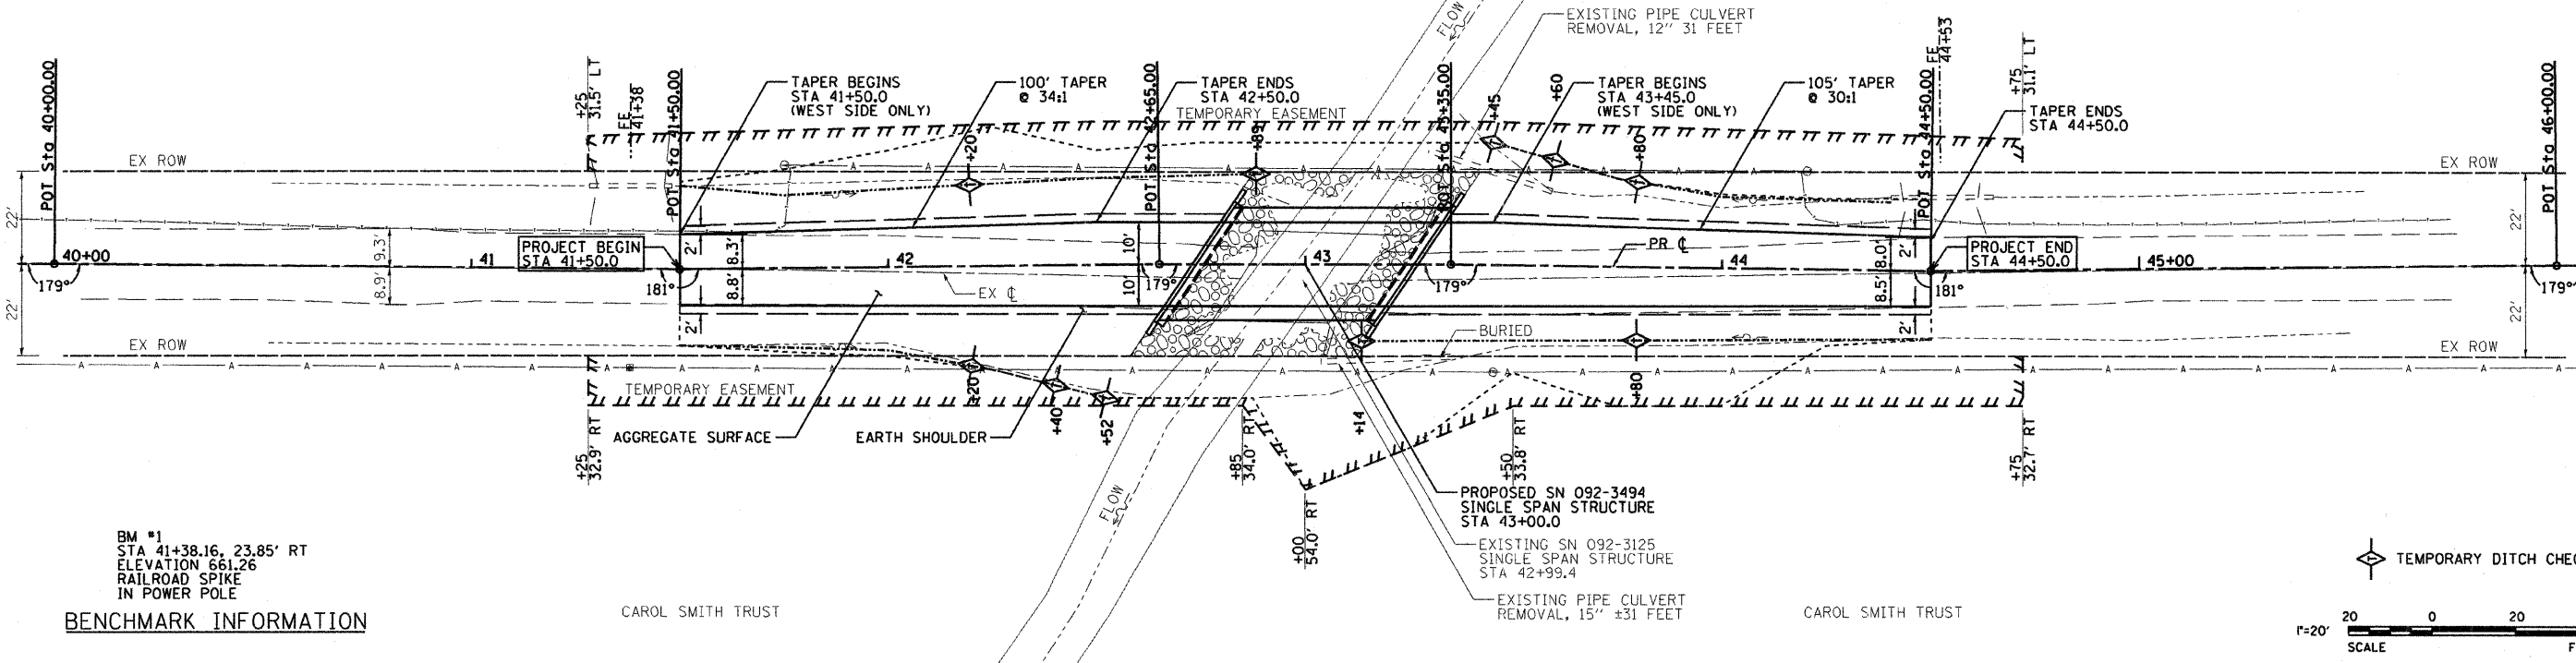 EXISTING PIPE CULVERT
REMOVAL, 12" 31 FEET
FLOW
POT Sta 40+00.00
+25
31.5' LT
FE
41+38
POT Sta 41+50.00
TAPER BEGINS
STA 41+50.0
(WEST SIDE ONLY)
100' TAPER
@ 34:1
TAPER ENDS
STA 42+50.0
POT Sta 42+65.00
POT Sta 43+35.00
+45
+60
TAPER BEGINS
STA 43+45.0
(WEST SIDE ONLY)
105' TAPER
@ 30:1
POT Sta 44+50.00
FE
44+53
+75
31.1' LT
TAPER ENDS
STA 44+50.0
POT Sta 46+00.00
TEMPORARY EASEMENT
EX ROW
+20
+89
+80
EX ROW
22'
22'
9.3'
8.9'
40+00
179°
41
PROJECT BEGIN
STA 41+50.0
181°
2'
8.3'
8.8'
2'
42
EX ℄
10'
10'
179°
43
179°
PR ℄
44
8.0'
8.5'
2'
2'
PROJECT END
STA 44+50.0
181°
45+00
179°
22'
22'
EX ROW
BURIED
EX ROW
TEMPORARY EASEMENT
+20
+40
+52
+80
+14
AGGREGATE SURFACE
EARTH SHOULDER
+25
32.9' RT
+85
34.0' RT
+50
33.8' RT
+75
32.7' RT
FLOW
+00
54.0' RT
PROPOSED SN 092-3494
SINGLE SPAN STRUCTURE
STA 43+00.0
EXISTING SN 092-3125
SINGLE SPAN STRUCTURE
STA 42+99.4
EXISTING PIPE CULVERT
REMOVAL, 15" ±31 FEET
BM #1
STA 41+38.16, 23.85' RT
ELEVATION 661.26
RAILROAD SPIKE
IN POWER POLE
BENCHMARK INFORMATION
CAROL SMITH TRUST
CAROL SMITH TRUST
TEMPORARY DITCH CHE
1"=20'
20 0 20
SCALE F